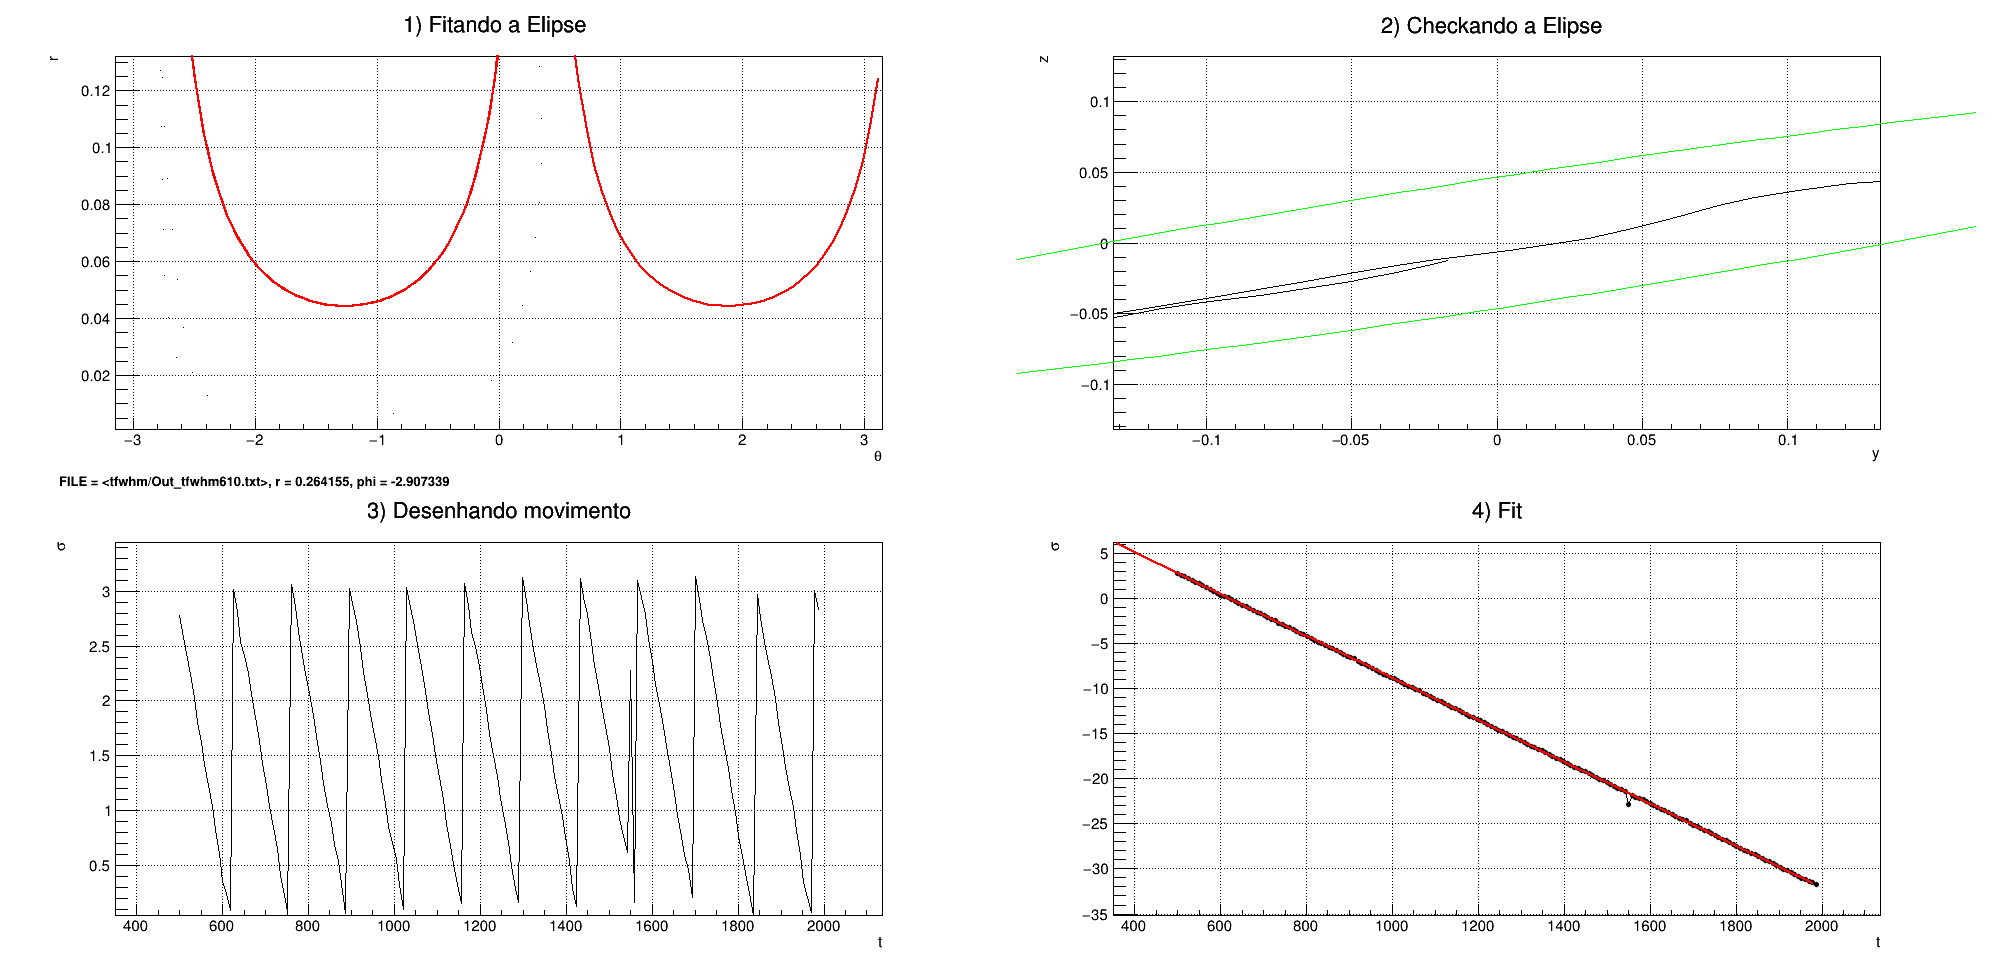 1) Fitando a Elipse
r
0.12
0.1
0.08
0.06
0.04
0.02
−3 −2 −1 0 1 2 3
θ
2) Checkando a Elipse
z
0.1
0.05
0
−0.05
−0.1
−0.1 −0.05 0 0.05 0.1
y
FILE = <tfwhm/Out_tfwhm610.txt>, r = 0.264155, phi = -2.907339
3) Desenhando movimento
σ
3
2.5
2
1.5
1
0.5
400 600 800 1000 1200 1400 1600 1800 2000
t
4) Fit
σ
5
0
−5
−10
−15
−20
−25
−30
−35
400 600 800 1000 1200 1400 1600 1800 2000
t